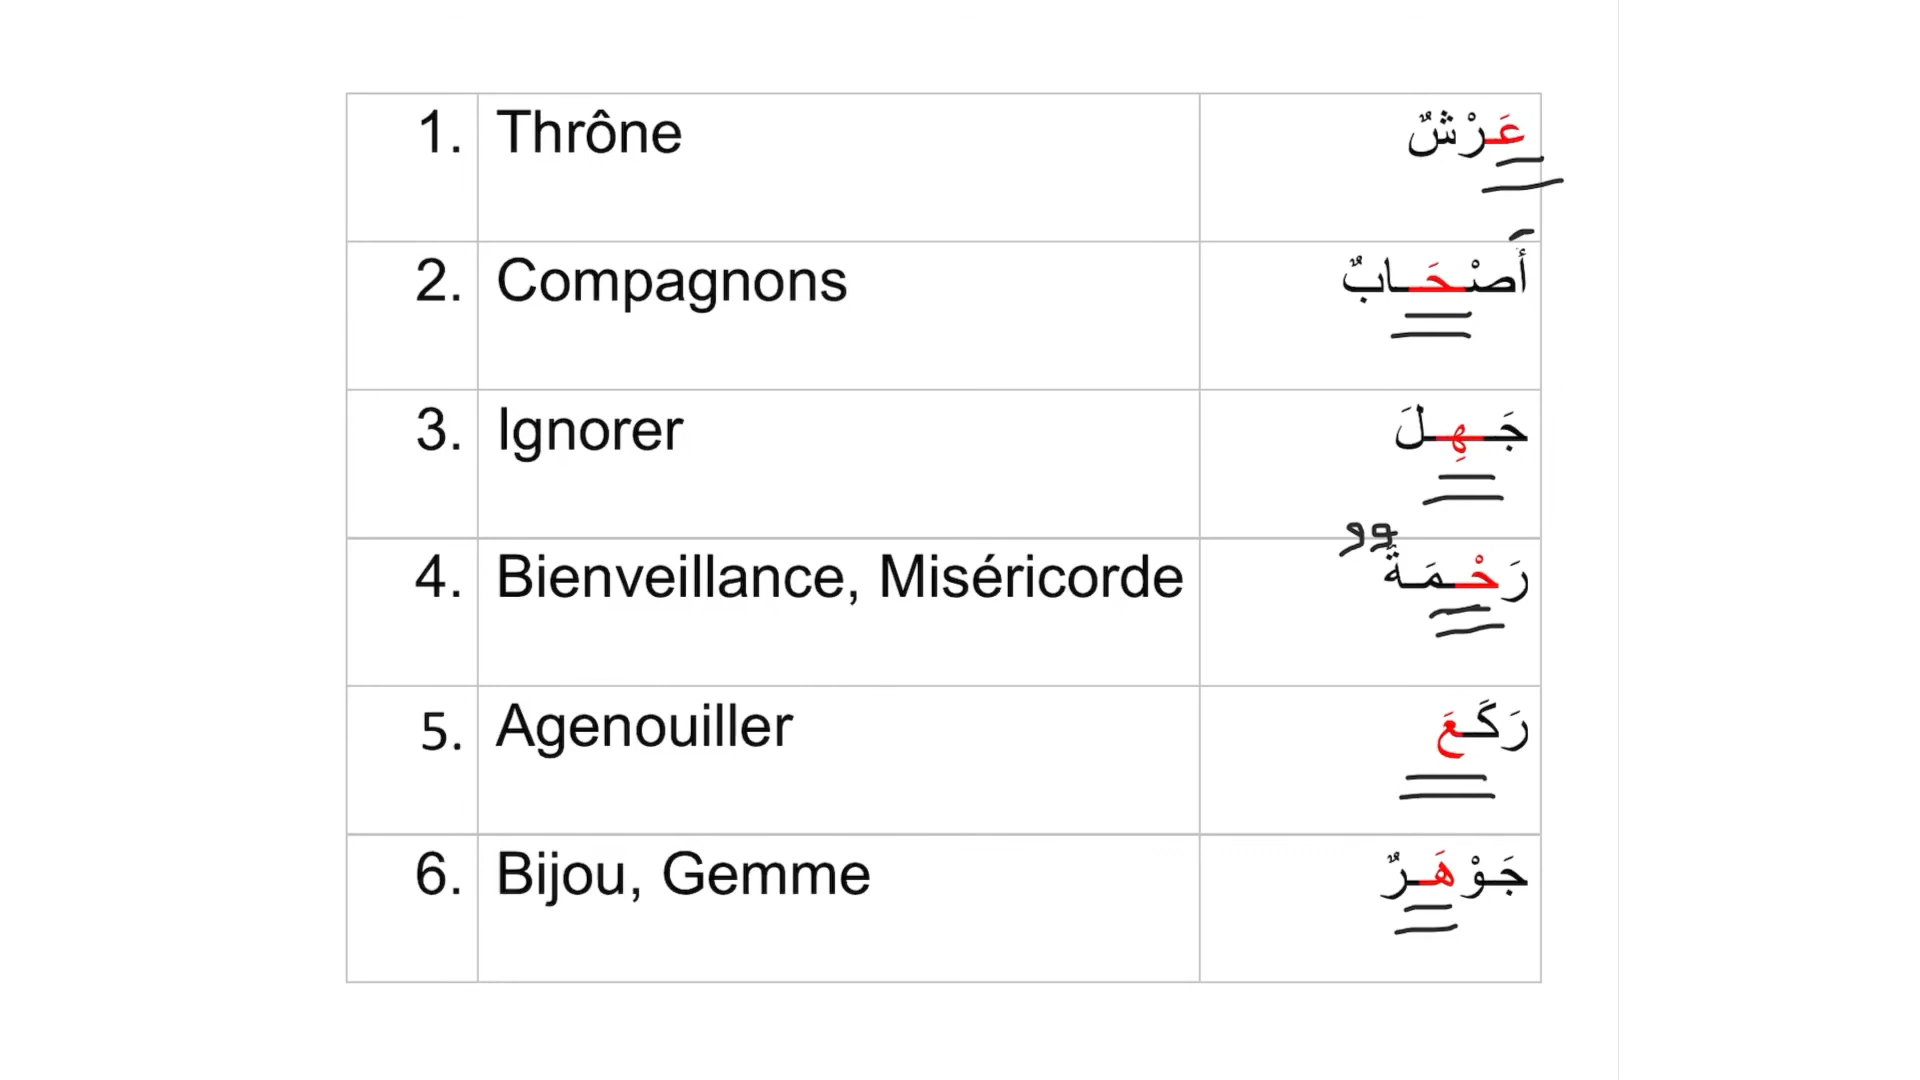 1. Thrône عَرْشٌ
2. Compagnons أَصْحَابٌ
3. Ignorer جَهِلَ
4. Bienveillance, Miséricorde رَحْمَةٌ
5. Agenouiller رَكَعَ
6. Bijou, Gemme جَوْهَرٌ